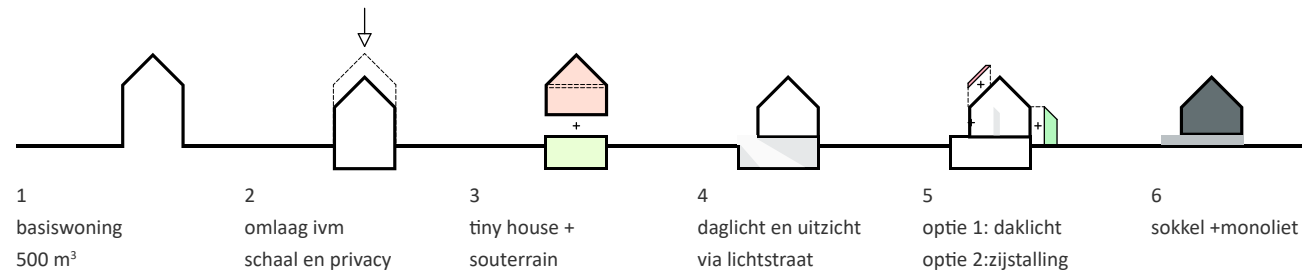 1
basiswoning
500 m³
2
omlaag ivm
schaal en privacy
+
3
tiny house +
souterrain
4
daglicht en uitzicht
via lichtstraat
+
+
+
5
optie 1: daklicht
optie 2:zijstalling
6
sokkel +monoliet